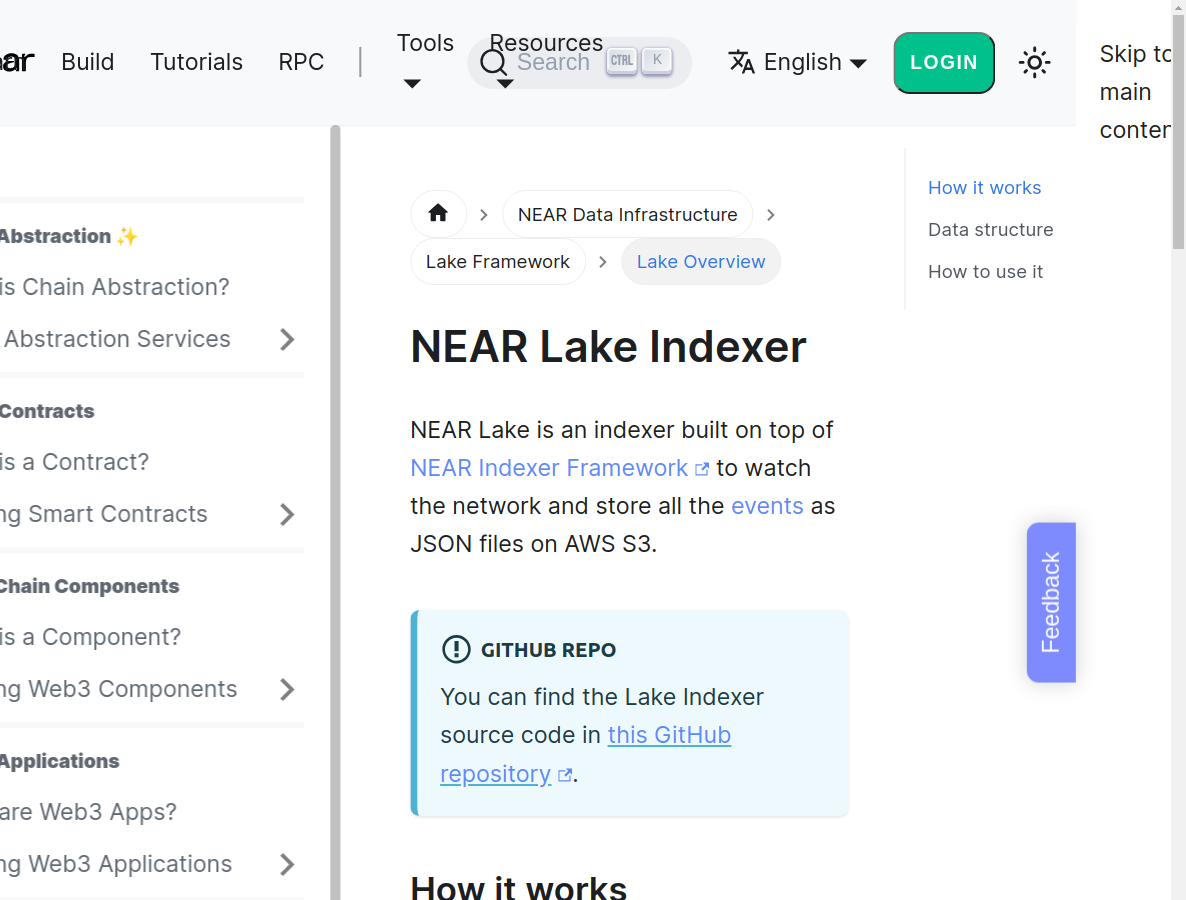 ar Build Tutorials RPC | Tools Resources Search CTRL K English LOGIN
Skip to
main
Abstraction ✨
is Chain Abstraction?
Abstraction Services
Contracts
is a Contract?
ng Smart Contracts
Chain Components
is a Component?
ng Web3 Components
Applications
are Web3 Apps?
ng Web3 Applications
NEAR Data Infrastructure
Lake Framework
Lake Overview
NEAR Lake Indexer
NEAR Lake is an indexer built on top of
NEAR Indexer Framework to watch
the network and store all the events as
JSON files on AWS S3.
GITHUB REPO
You can find the Lake Indexer
source code in this GitHub
repository.
How it works
How it works
Data structure
How to use it
Feedback